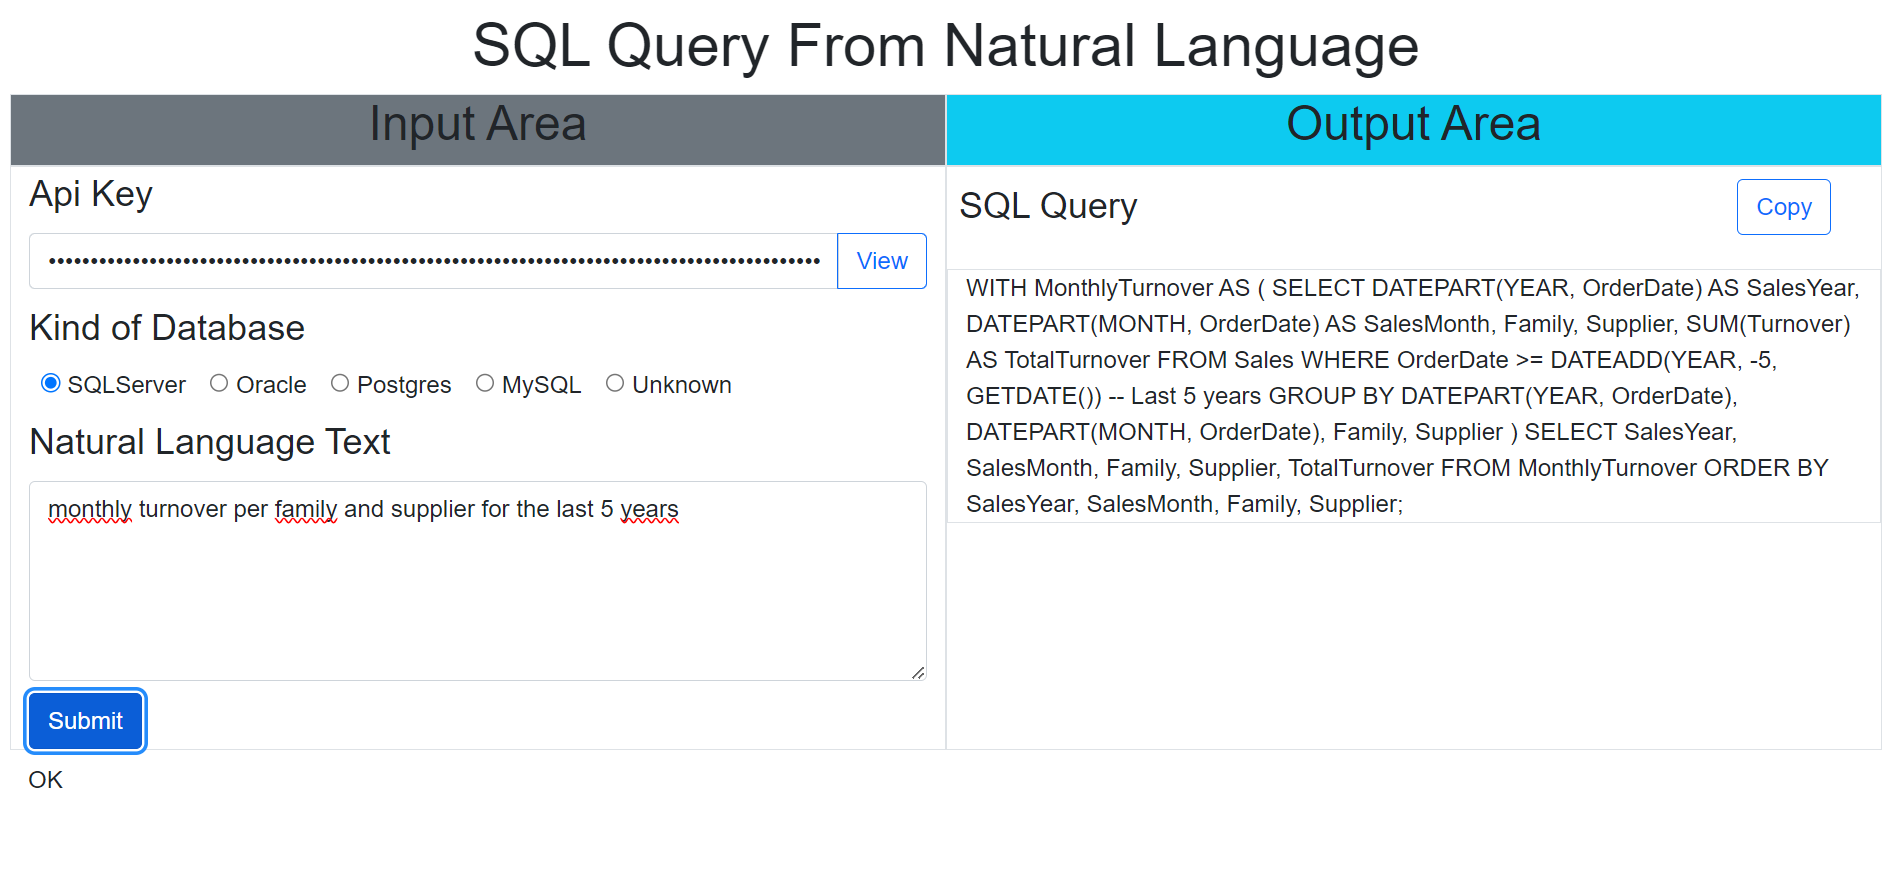 SQL Query From Natural Language
Input Area
Output Area
Api Key
View
Kind of Database
SQLServer Oracle Postgres MySQL Unknown
Natural Language Text
monthly turnover per family and supplier for the last 5 years
Submit
OK
SQL Query
Copy
WITH MonthlyTurnover AS ( SELECT DATEPART(YEAR, OrderDate) AS SalesYear,
DATEPART(MONTH, OrderDate) AS SalesMonth, Family, Supplier, SUM(Turnover)
AS TotalTurnover FROM Sales WHERE OrderDate >= DATEADD(YEAR, -5,
GETDATE()) -- Last 5 years GROUP BY DATEPART(YEAR, OrderDate),
DATEPART(MONTH, OrderDate), Family, Supplier ) SELECT SalesYear,
SalesMonth, Family, Supplier, TotalTurnover FROM MonthlyTurnover ORDER BY
SalesYear, SalesMonth, Family, Supplier;